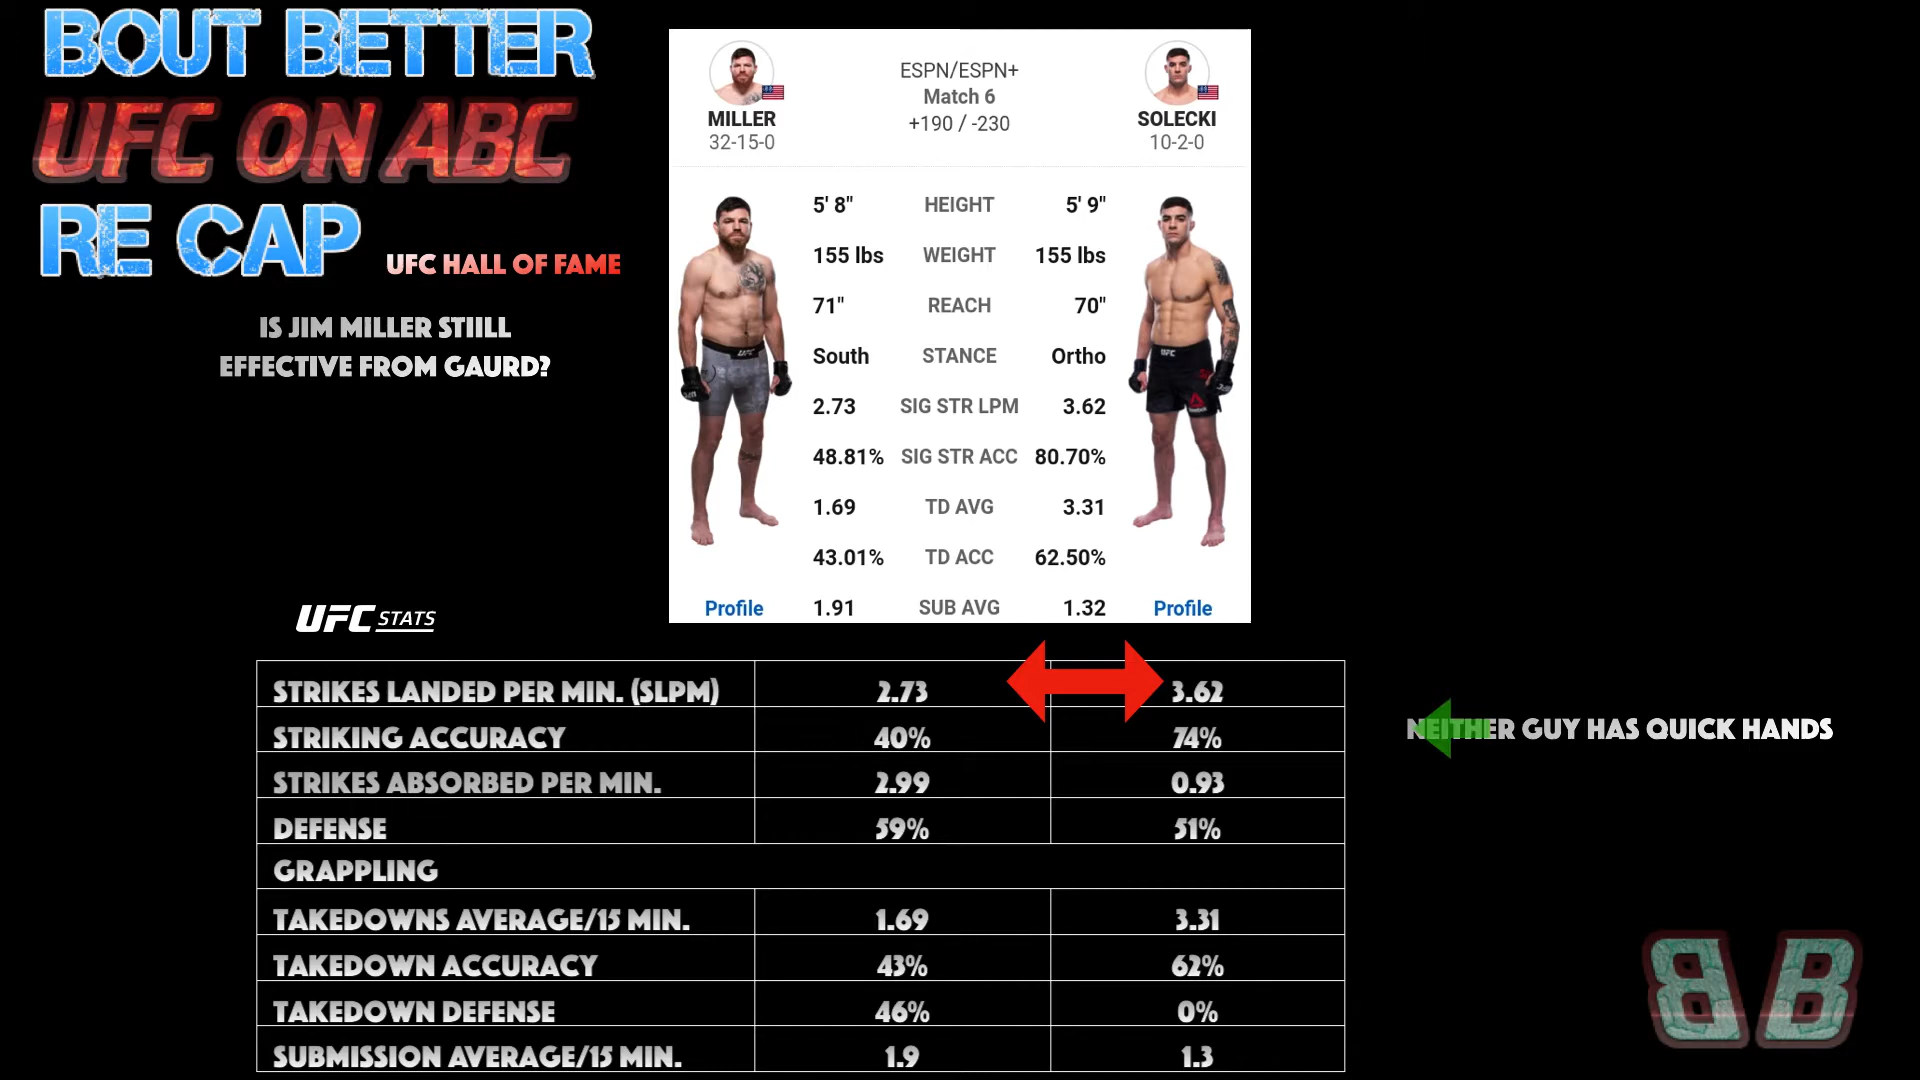 BOUT BETTER
UFC ON ABC
RE CAP
UFC HALL OF FAME
IS JIM MILLER STIILL
EFFECTIVE FROM GAURD?
ESPN/ESPN+
Match 6
+190 / -230
MILLER
32-15-0
SOLECKI
10-2-0
5' 8" HEIGHT 5' 9"
155 lbs WEIGHT 155 lbs
71" REACH 70"
South STANCE Ortho
2.73 SIG STR LPM 3.62
48.81% SIG STR ACC 80.70%
1.69 TD AVG 3.31
43.01% TD ACC 62.50%
Profile 1.91 SUB AVG 1.32 Profile
UFC STATS
STRIKES LANDED PER MIN. (SLPM) 2.73 3.62
STRIKING ACCURACY 40% 74%
STRIKES ABSORBED PER MIN. 2.99 0.93
DEFENSE 59% 51%
GRAPPLING
TAKEDOWNS AVERAGE/15 MIN. 1.69 3.31
TAKEDOWN ACCURACY 43% 62%
TAKEDOWN DEFENSE 46% 0%
SUBMISSION AVERAGE/15 MIN. 1.9 1.3
NEITHER GUY HAS QUICK HANDS
B B